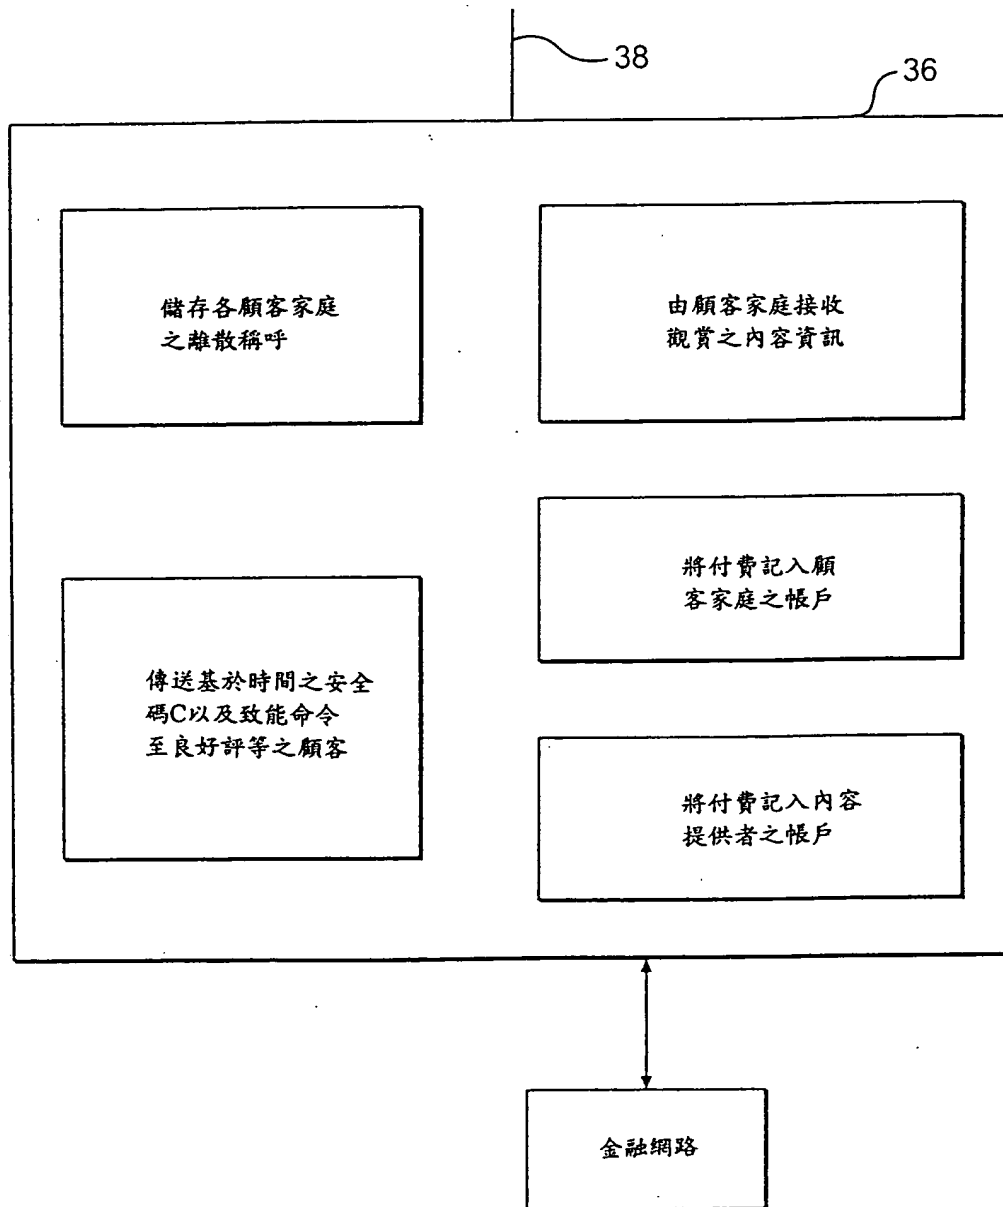 38
36
儲存各顧客家庭
之離散稱呼
由顧客家庭接收
觀賞之內容資訊
將付費記入顧
客家庭之帳戶
傳送基於時間之安全
碼C以及致能命令
至良好評等之顧客
將付費記入內容
提供者之帳戶
金融網路